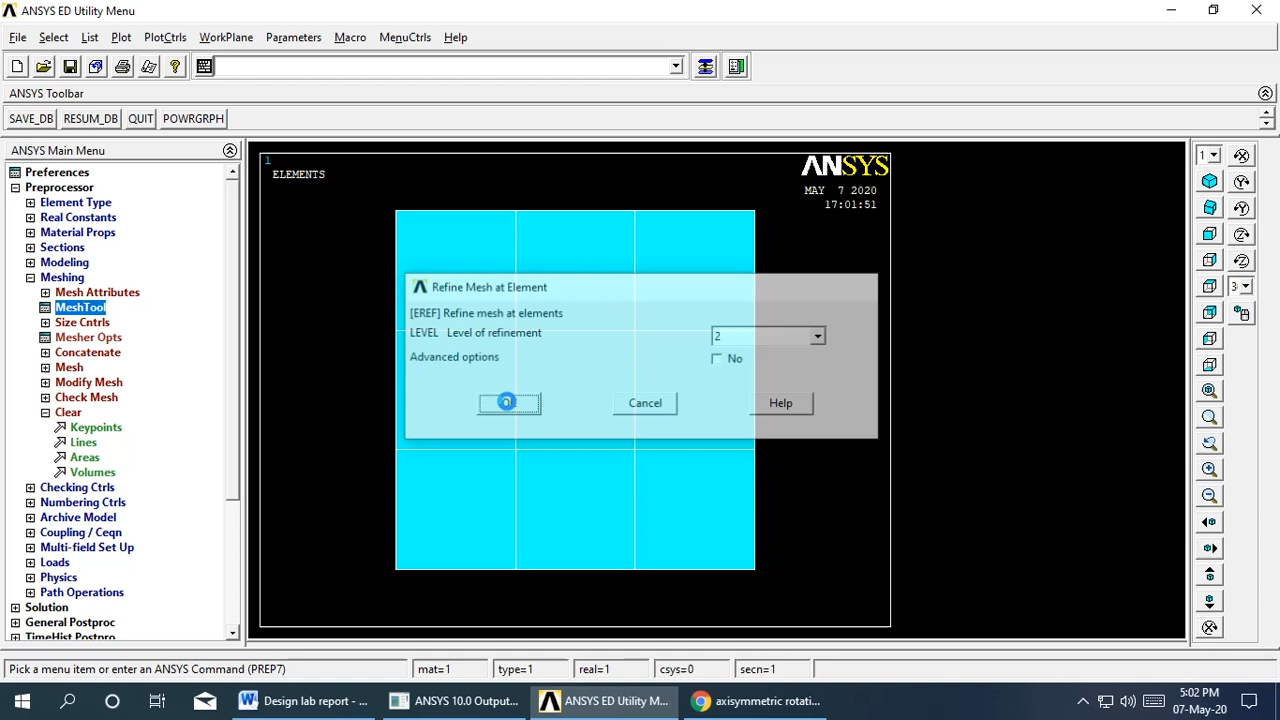 ANSYS ED Utility Menu
File Select List Plot PlotCtrls WorkPlane Parameters Macro MenuCtrls Help
ANSYS Toolbar
SAVE_DB RESUM_DB QUIT POWRGRPH
ANSYS Main Menu
Preferences
Preprocessor
Element Type
Real Constants
Material Props
Sections
Modeling
Meshing
Mesh Attributes
MeshTool
Size Cntrls
Mesher Opts
Concatenate
Mesh
Modify Mesh
Check Mesh
Clear
Keypoints
Lines
Areas
Volumes
Checking Ctrls
Numbering Ctrls
Archive Model
Coupling / Ceqn
Multi-field Set Up
Loads
Physics
Path Operations
Solution
TimeHist Postpro
1
ELEMENTS
ANSYS
MAY 7 2020
17:01:51
Refine Mesh at Element
[EREF] Refine mesh at elements
LEVEL Level of refinement 2
Advanced options No
Cancel Help
1
3
Pick a menu item or enter an ANSYS Command (PREP7) mat=1 type=1 real=1 csys=0 secn=1
Design lab report - ... ANSYS 10.0 Output... ANSYS ED Utility M... axisymmetric rotati...
5:02 PM
07-May-20